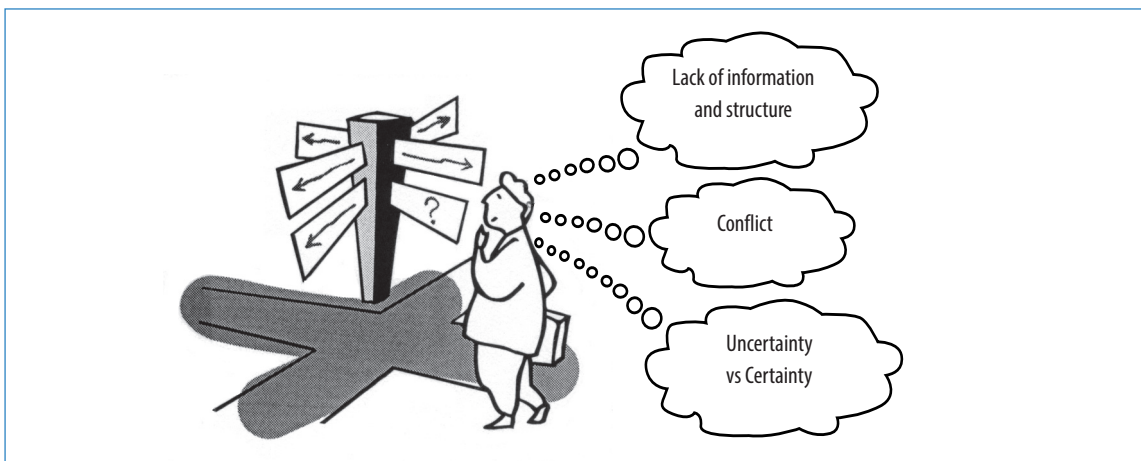 Lack of information
and structure
?
Conflict
Uncertainty
vs Certainty